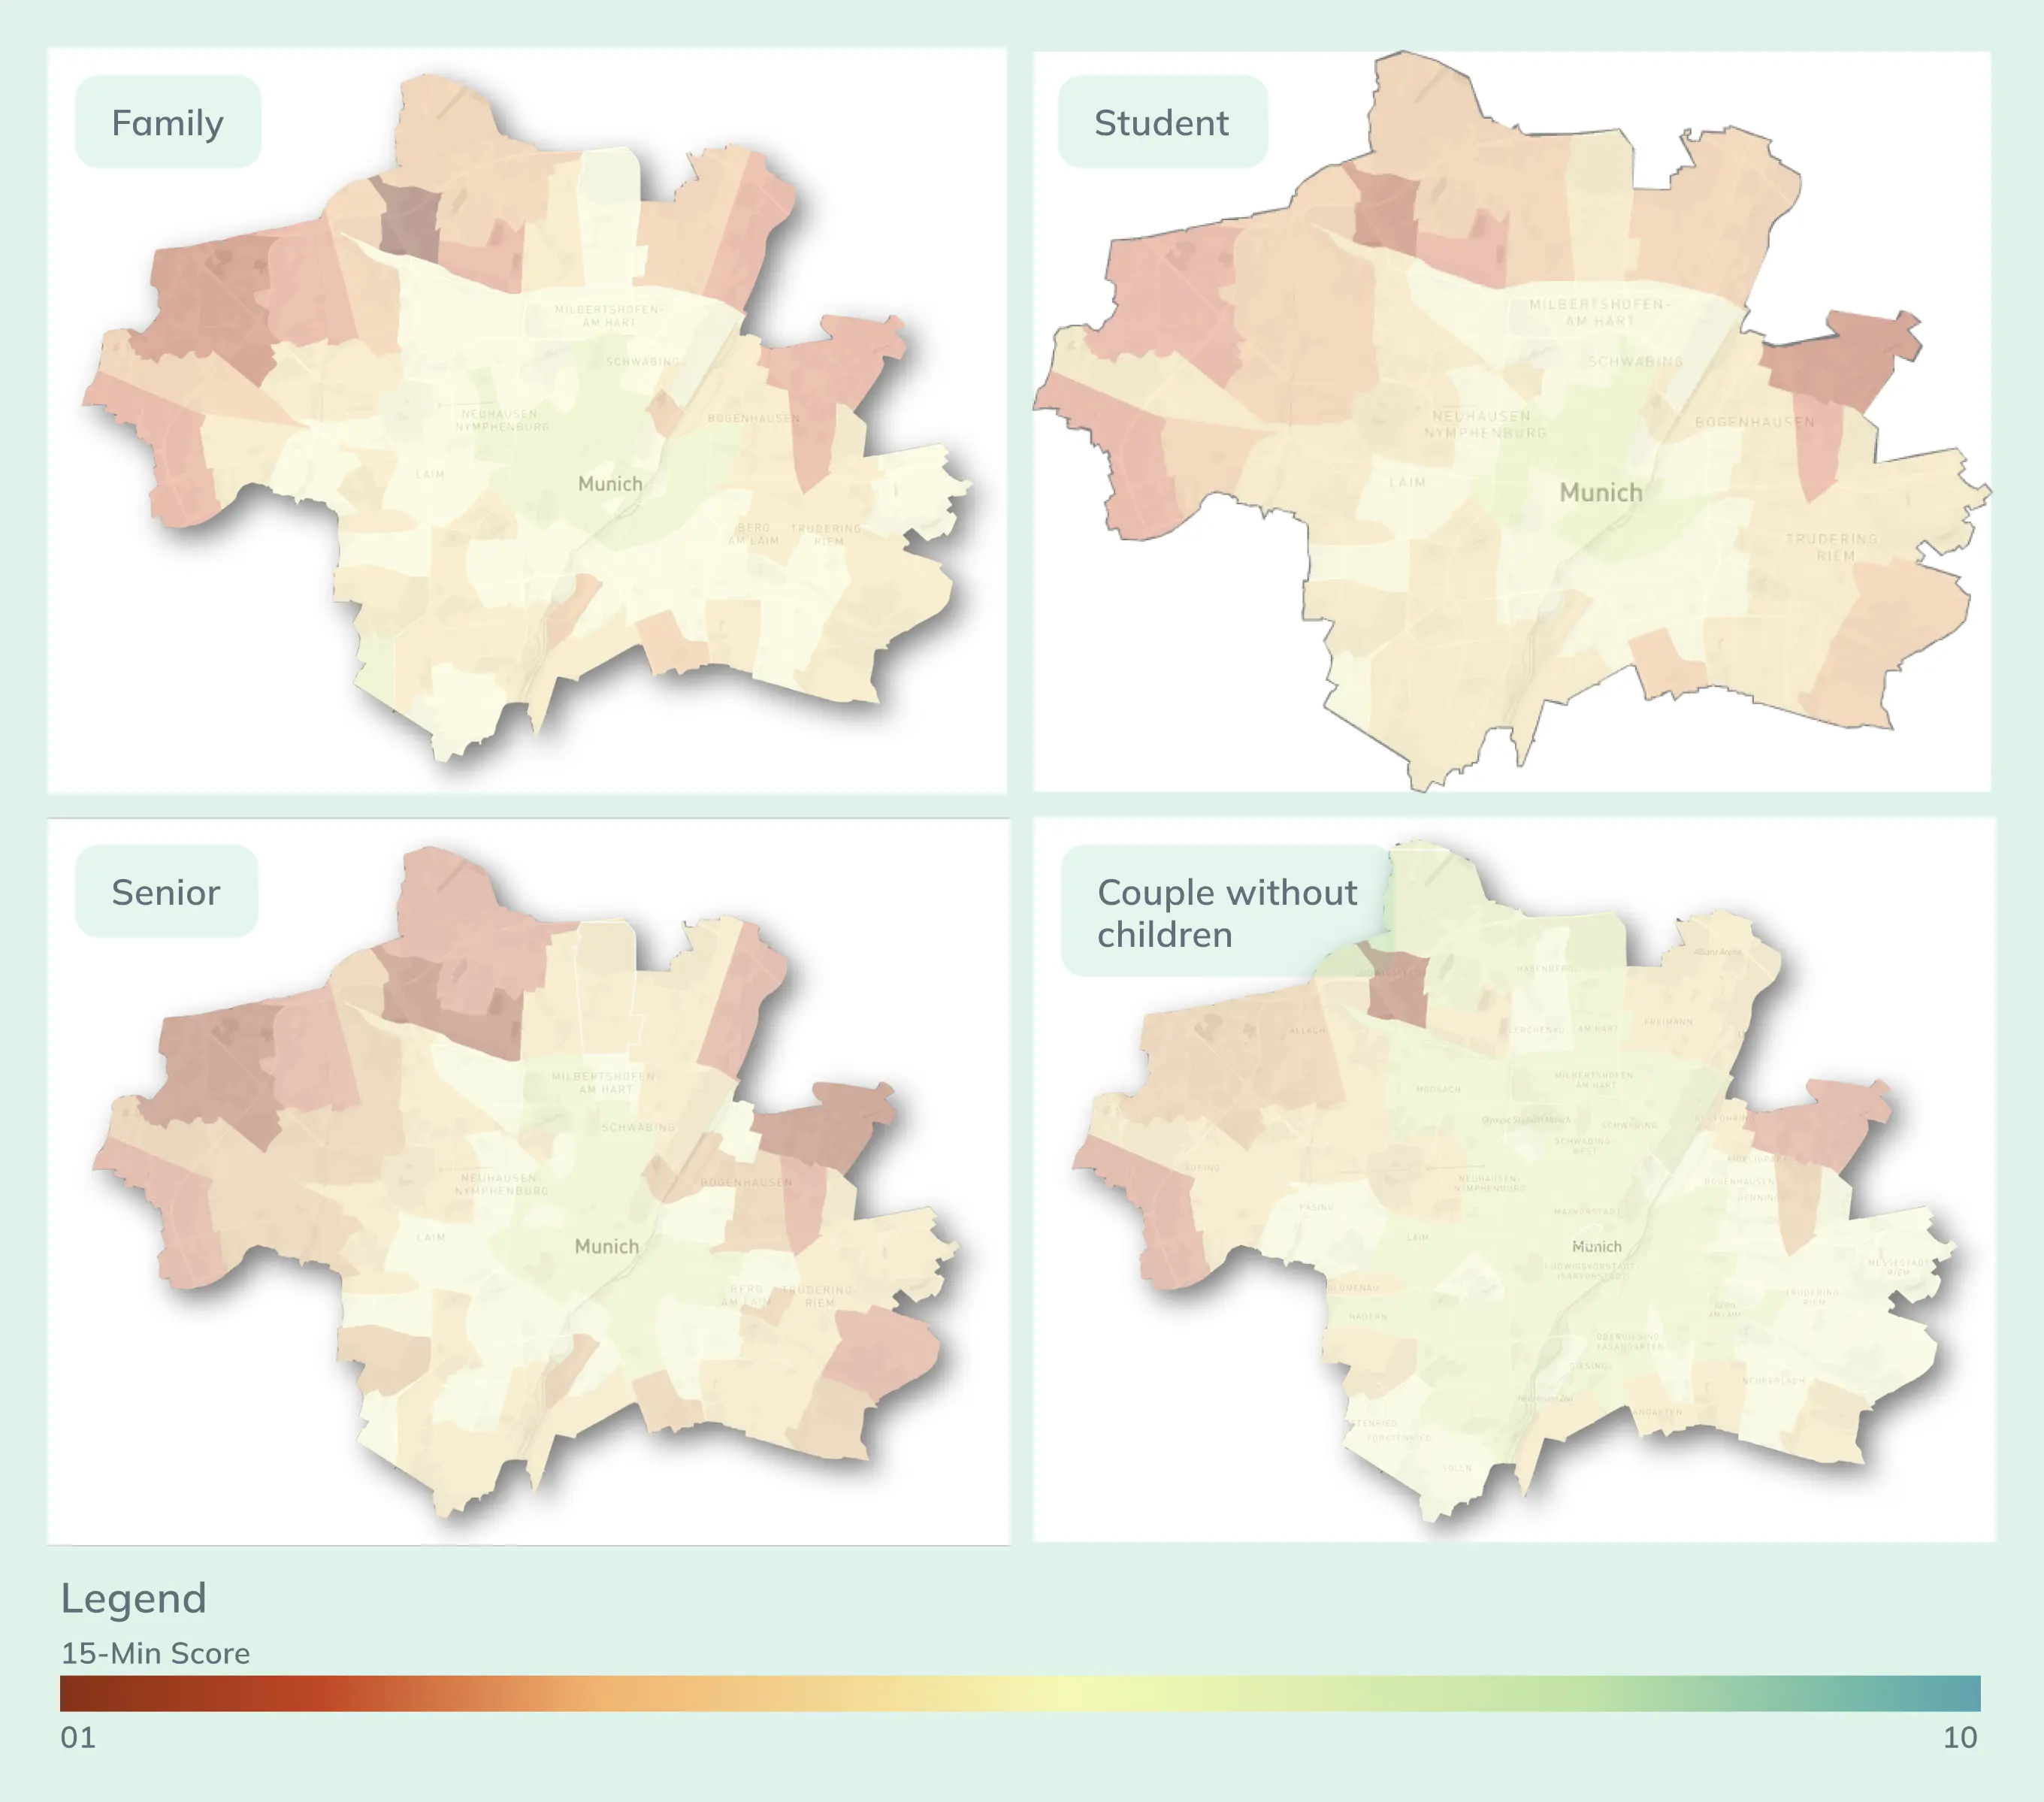 Family
MILBERTSHOFEN-
AM HART
SCHWABING
NEUHAUSEN-
NYMPHENBURG
BOGENHAUSEN
LAIM
Munich
BERG
AM LAIM
TRUDERING
RIEM
Student
MILBERTSHOFEN-
AM HART
SCHWABING
NEUHAUSEN
NYMPHENBURG
BOGENHAUSEN
LAIM
Munich
TRUDERING
RIEM
Senior
MILBERTSHOFEN-
AM HART
SCHWABING
NEUHAUSEN-
NYMPHENBURG
BOGENHAUSEN
LAIM
Munich
BERG
AM LAIM
TRUDERING
RIEM
Couple without
children
Allianz Arena
HASENBERGL
ALLACH
AM HART
FREIMANN
MOOSACH
MILBERTSHOFEN-
AM HART
Olympic Stadium Munich
SCHWABING
SCHWABING-
WEST
AUBING
NEUHAUSEN-
NYMPHENBURG
BOGENHAUSEN
PASING
MAXVORSTADT
LAIM
Munich
LUDWIGSVORSTADT-
ISARVORSTADT
MESSESTADT
RIEM
BLUMENAU
TRUDERING-
RIEM
HADERN
BERG
AM LAIM
OBERGIESING-
FASANGARTEN
GIESING
NEUPERLACH
FORSTENRIED
SOLLN
Legend
15-Min Score
01
10